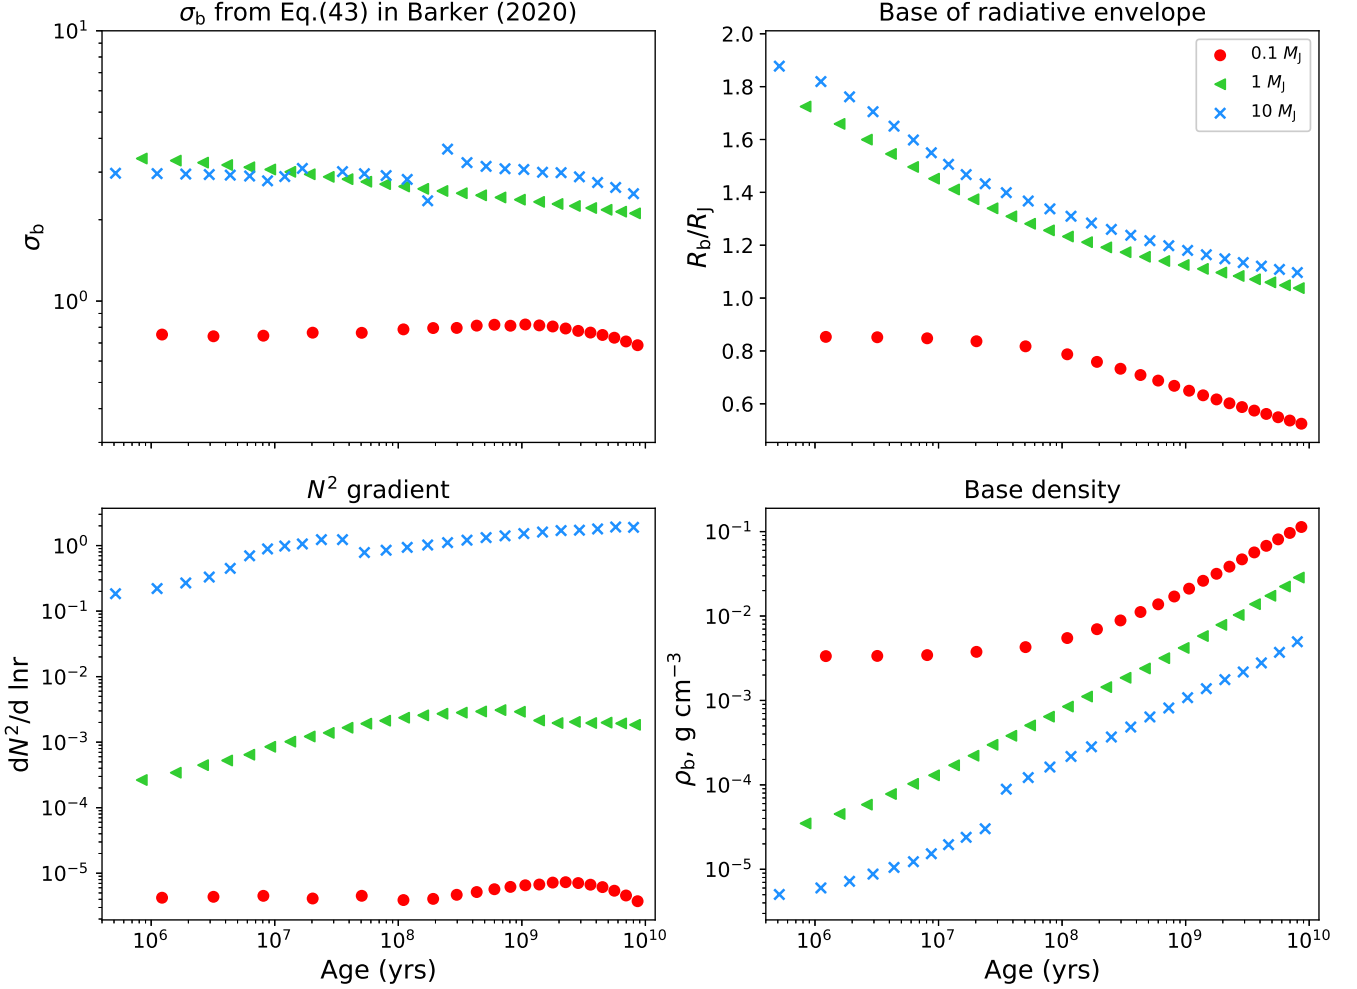 σb from Eq.(43) in Barker (2020)
10¹
10⁰
σb
Base of radiative envelope
2.0
1.8
1.6
1.4
1.2
1.0
0.8
0.6
Rb/RJ
0.1 MJ
1 MJ
10 MJ
N² gradient
10⁰
10⁻¹
10⁻²
10⁻³
10⁻⁴
10⁻⁵
dN²/d lnr
10⁶ 10⁷ 10⁸ 10⁹ 10¹⁰
Age (yrs)
Base density
10⁻¹
10⁻²
10⁻³
10⁻⁴
10⁻⁵
ρb, g cm⁻³
10⁶ 10⁷ 10⁸ 10⁹ 10¹⁰
Age (yrs)